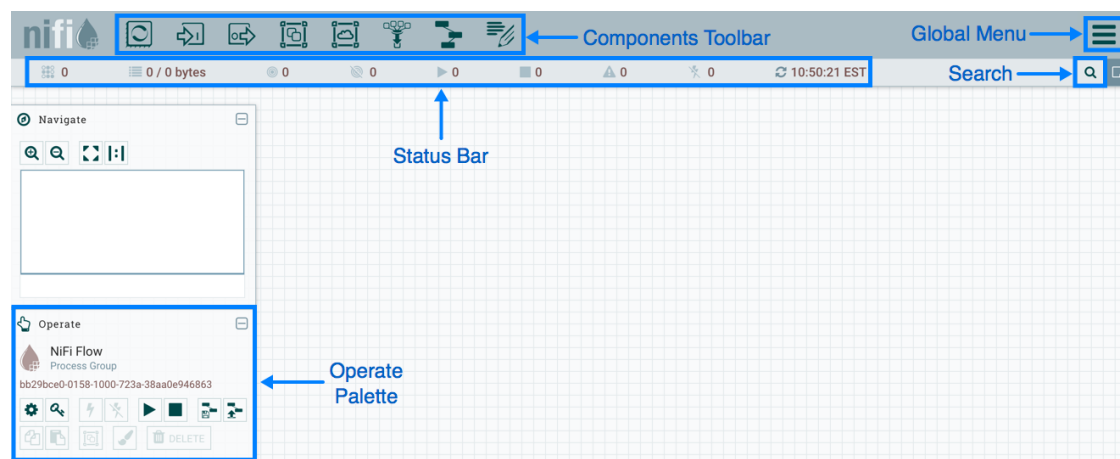 nifi
Components Toolbar
Global Menu
0
0 / 0 bytes
0
0
0
0
0
0
10:50:21 EST
Search
Navigate
Status Bar
Operate
NiFi Flow
Process Group
bb29bce0-0158-1000-723a-38aa0e946863
Operate
Palette
DELETE